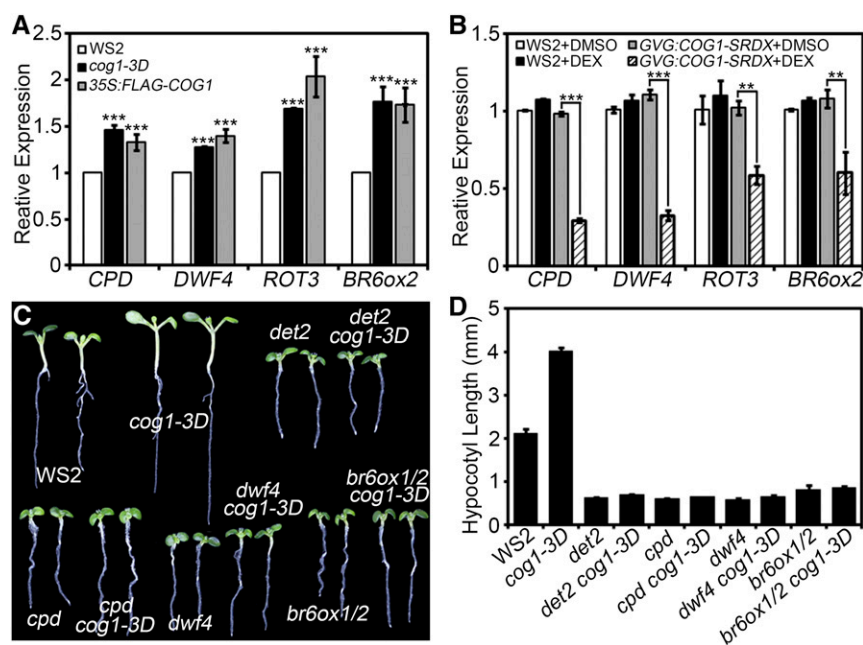 A
Reative Expression
2.5
2
1.5
1
0.5
0
WS2
cog1-3D
35S:FLAG-COG1
*** ***
*** ***
*** ***
*** ***
CPD DWF4 ROT3 BR6ox2
B
Reative Expression
1.5
1
0.5
0
WS2+DMSO GVG:COG1-SRDX+DMSO
WS2+DEX GVG:COG1-SRDX+DEX
*** *** ** **
CPD DWF4 ROT3 BR6ox2
C
WS2
cog1-3D
det2
det2
cog1-3D
cpd
cpd
cog1-3D
dwf4
dwf4
cog1-3D
br6ox1/2
br6ox1/2
cog1-3D
D
Hypocotyl Length (mm)
5
4
3
2
1
0
WS2
cog1-3D
det2
det2 cog1-3D
cpd
cpd cog1-3D
dwf4
dwf4 cog1-3D
br6ox1/2
br6ox1/2 cog1-3D